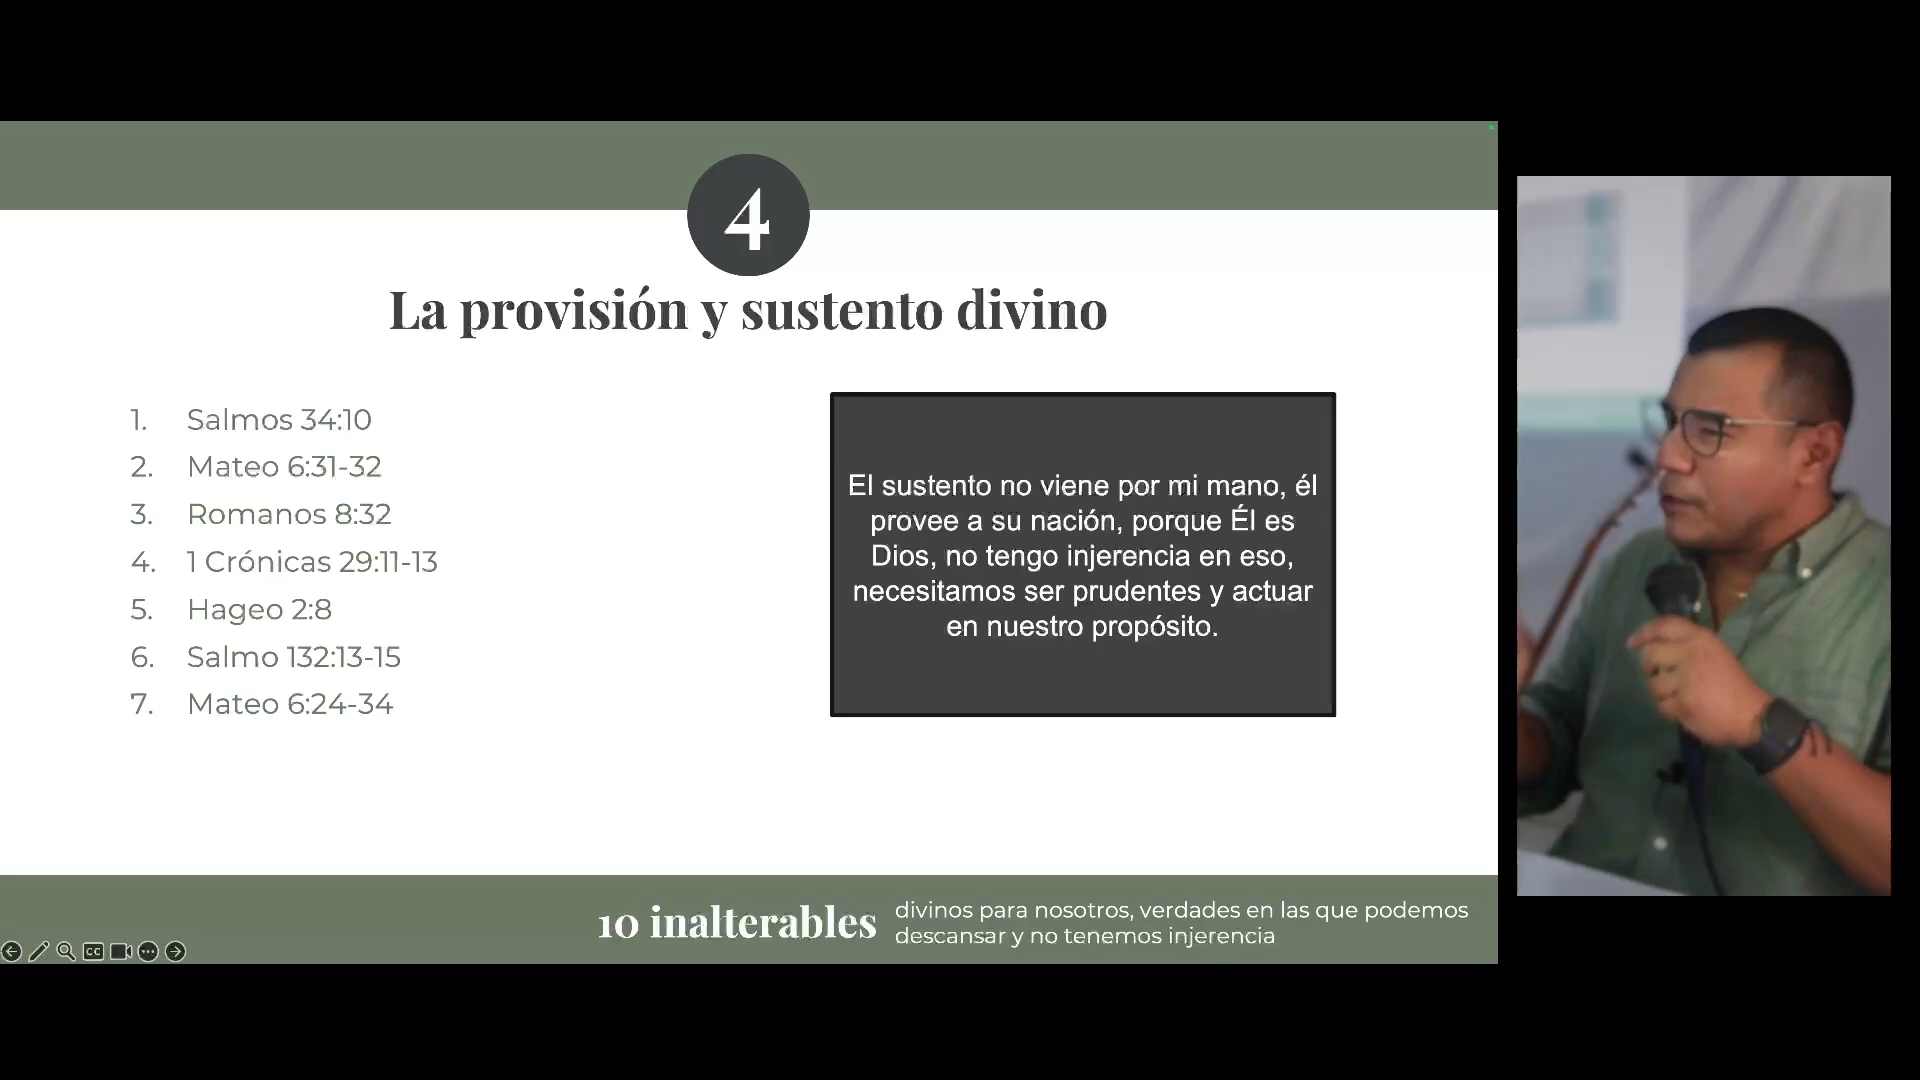 4
La provisión y sustento divino
1. Salmos 34:10
2. Mateo 6:31-32
3. Romanos 8:32
4. 1 Crónicas 29:11-13
5. Hageo 2:8
6. Salmo 132:13-15
7. Mateo 6:24-34
El sustento no viene por mi mano, él
provee a su nación, porque Él es
Dios, no tengo injerencia en eso,
necesitamos ser prudentes y actuar
en nuestro propósito.
10 inalterables
divinos para nosotros, verdades en las que podemos
descansar y no tenemos injerencia
CC